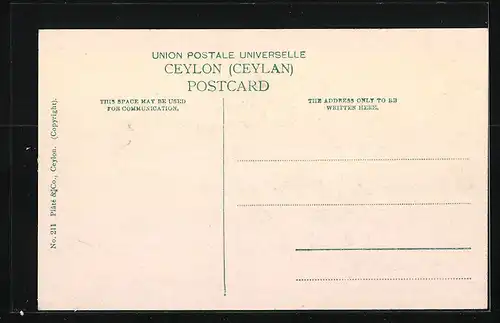 UNION POSTALE UNIVERSELLE
CEYLON (CEYLAN)
POSTCARD
THIS SPACE MAY BE USED
FOR COMMUNICATION.
THE ADDRESS ONLY TO BE
WRITTEN HERE.
No. 211 Plâté & Co., Ceylon. (Copyright).